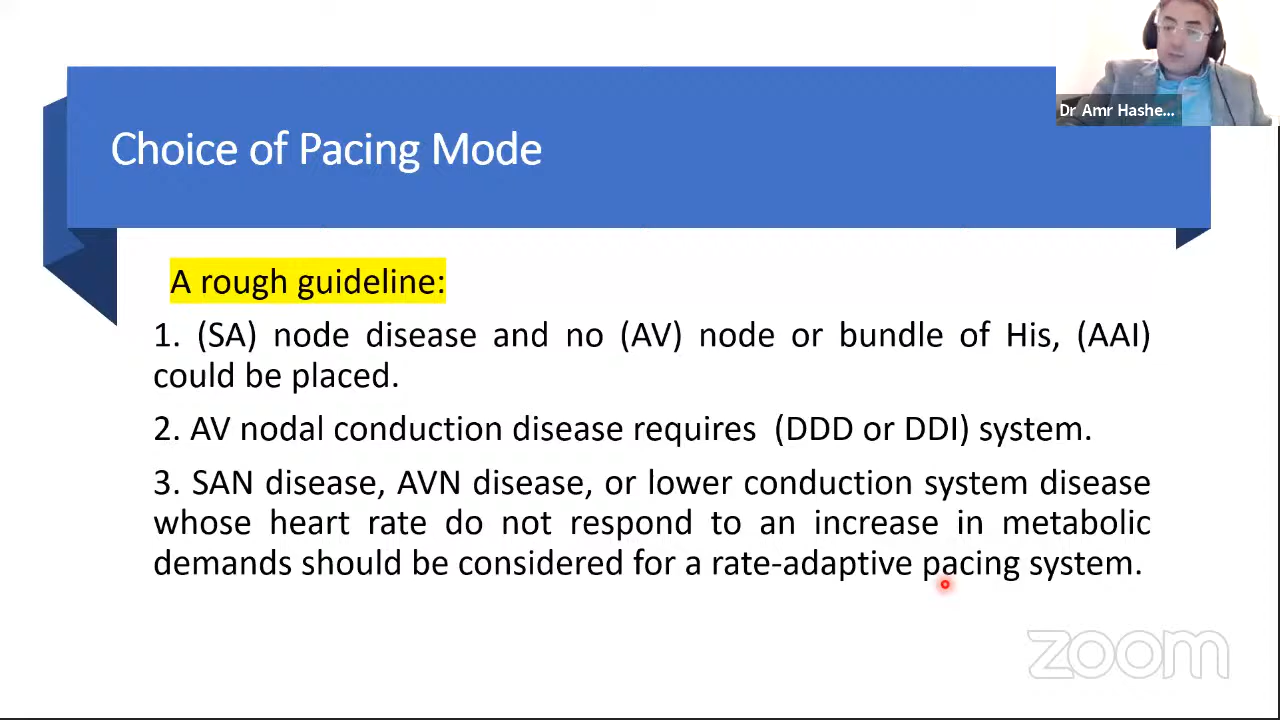 Dr Amr Hashe...
Choice of Pacing Mode
A rough guideline:
1. (SA) node disease and no (AV) node or bundle of His, (AAI)
could be placed.
2. AV nodal conduction disease requires (DDD or DDI) system.
3. SAN disease, AVN disease, or lower conduction system disease
whose heart rate do not respond to an increase in metabolic
demands should be considered for a rate-adaptive pacing system.
zoom